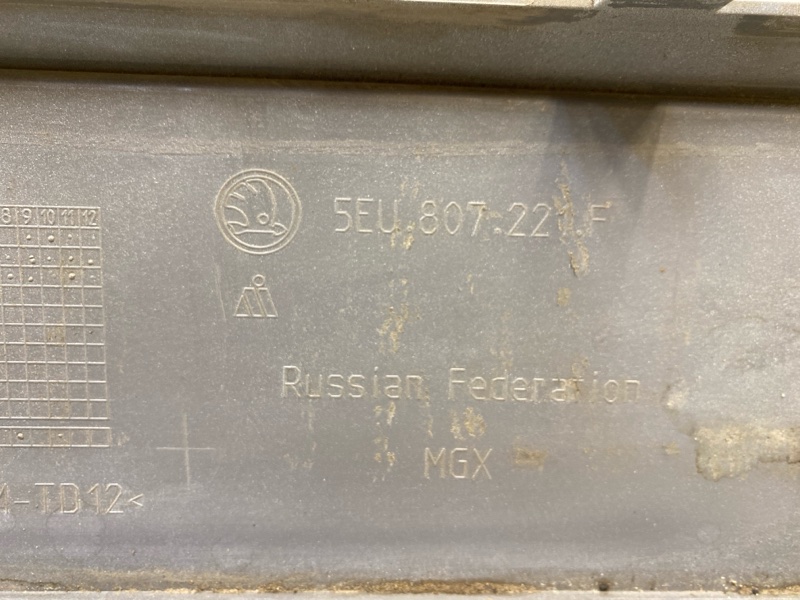 5EU.807.221.F
8 9 10 11 12
Russian Federation
MGX
-TD12<